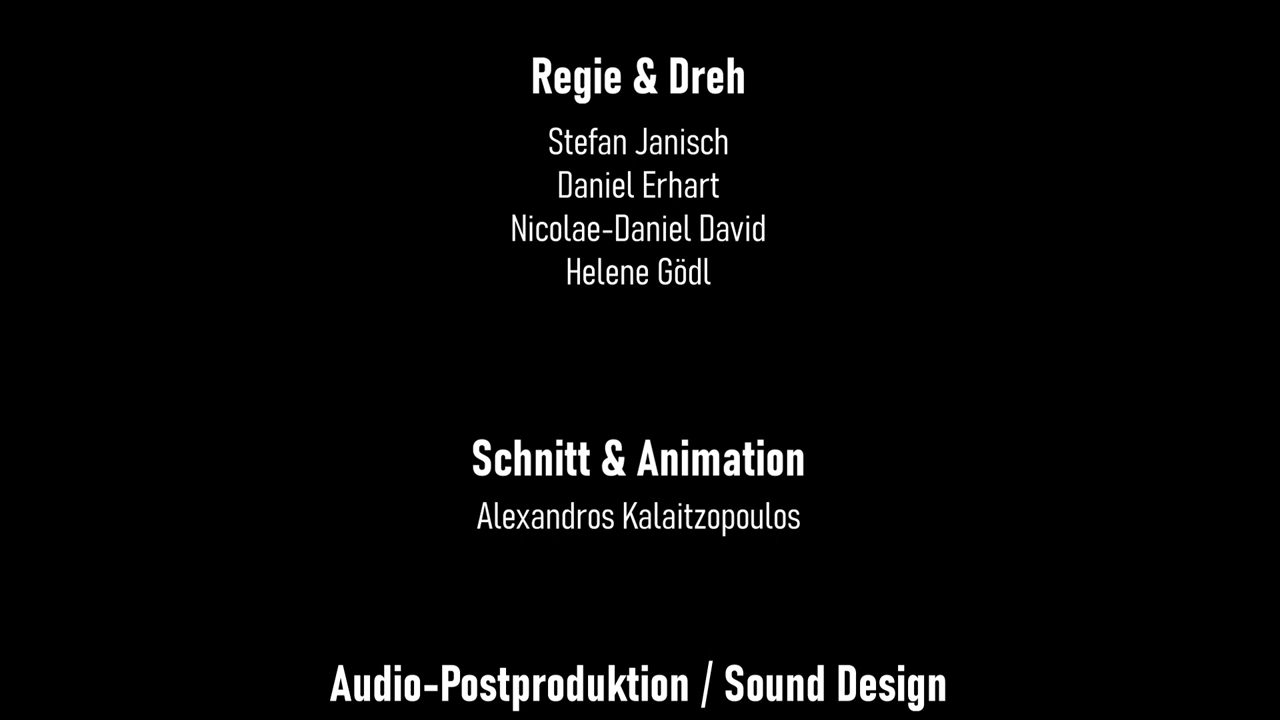 Regie & Dreh
Stefan Janisch
Daniel Erhart
Nicolae-Daniel David
Helene Gödl
Schnitt & Animation
Alexandros Kalaitzopoulos
Audio-Postproduktion / Sound Design